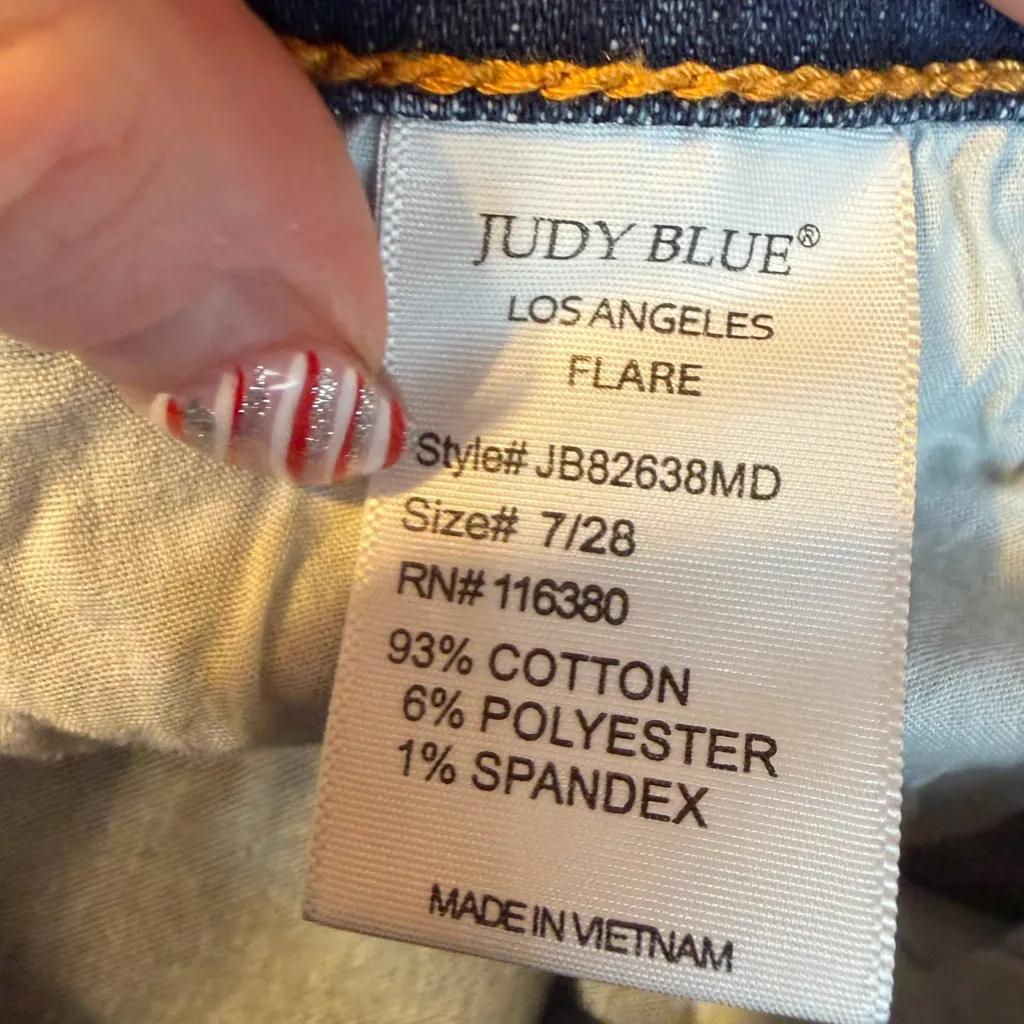 JUDY BLUE®
LOS ANGELES
FLARE
Style# JB82638MD
Size# 7/28
RN# 116380
93% COTTON
6% POLYESTER
1% SPANDEX
MADE IN VIETNAM